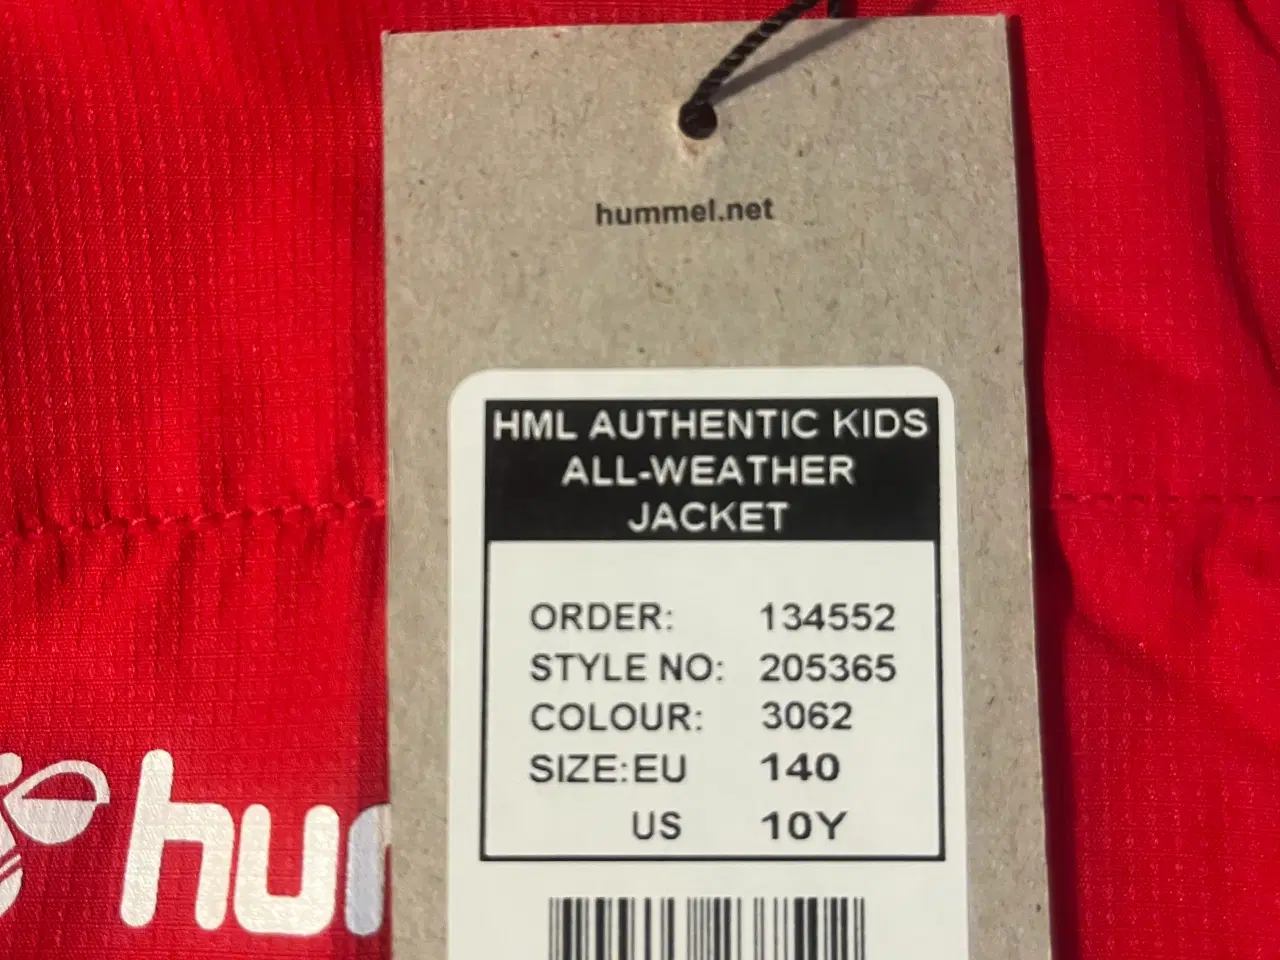 hummel.net
HML AUTHENTIC KIDS
ALL-WEATHER
JACKET
ORDER: 134552
STYLE NO: 205365
COLOUR: 3062
SIZE:EU 140
US 10Y
hum